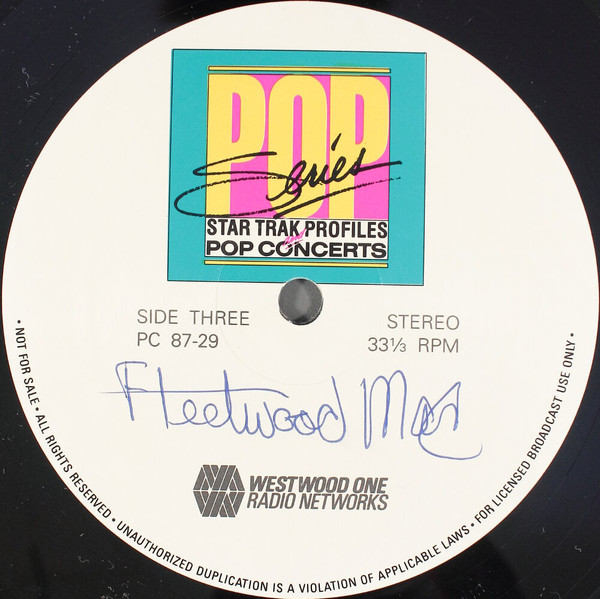 POP
Series
STAR TRAK PROFILES
and
POP CONCERTS
SIDE THREE
PC 87-29
STEREO
33⅓ RPM
Fleetwood Mac
WESTWOOD ONE
RADIO NETWORKS
• NOT FOR SALE • ALL RIGHTS RESERVED • UNAUTHORIZED DUPLICATION IS A VIOLATION OF APPLICABLE LAWS • FOR LICENSED BROADCAST USE ONLY •